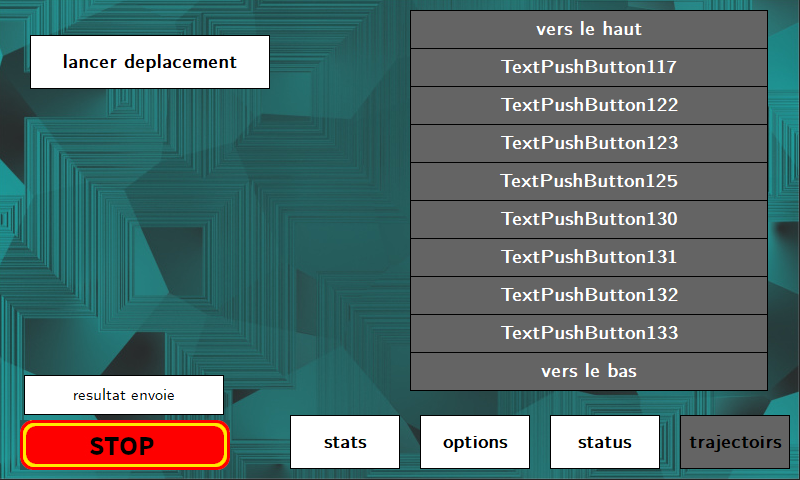 lancer deplacement
vers le haut
TextPushButton117
TextPushButton122
TextPushButton123
TextPushButton125
TextPushButton130
TextPushButton131
TextPushButton132
TextPushButton133
vers le bas
resultat envoie
STOP
stats
options
status
trajectoirs